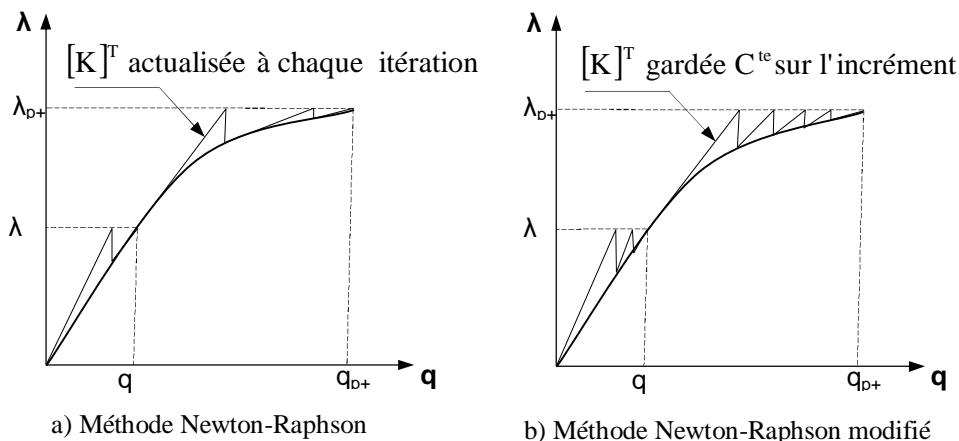 λ
[K]ᵀ actualisée à chaque itération
λp+
λ
q
qp+
q
a) Méthode Newton-Raphson
λ
[K]ᵀ gardée Cᵗᵉ sur l'incrément
λp+
λ
q
qp+
q
b) Méthode Newton-Raphson modifié